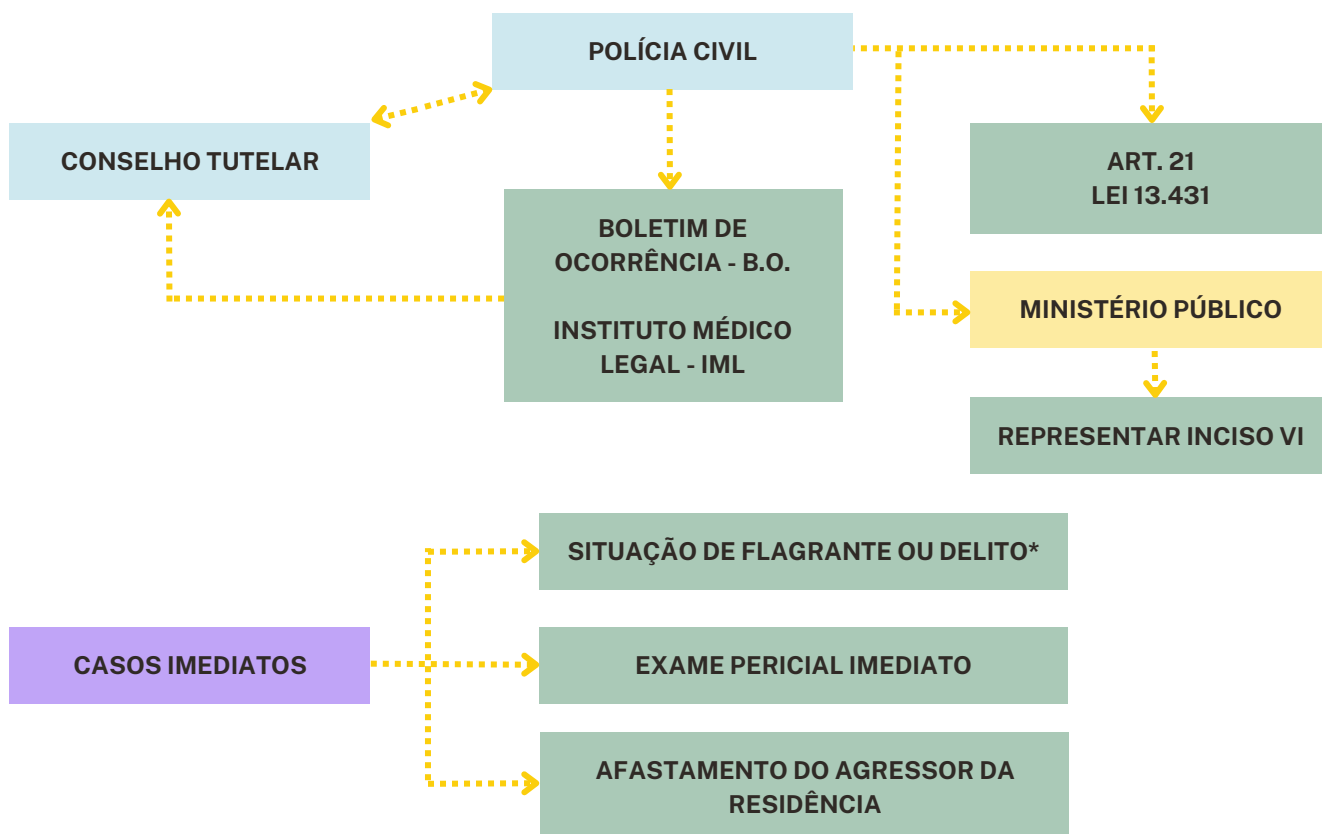 POLÍCIA CIVIL
CONSELHO TUTELAR
ART. 21
LEI 13.431
BOLETIM DE
OCORRÊNCIA - B.O.
INSTITUTO MÉDICO
LEGAL - IML
MINISTÉRIO PÚBLICO
REPRESENTAR INCISO VI
SITUAÇÃO DE FLAGRANTE OU DELITO*
CASOS IMEDIATOS
EXAME PERICIAL IMEDIATO
AFASTAMENTO DO AGRESSOR DA
RESIDÊNCIA